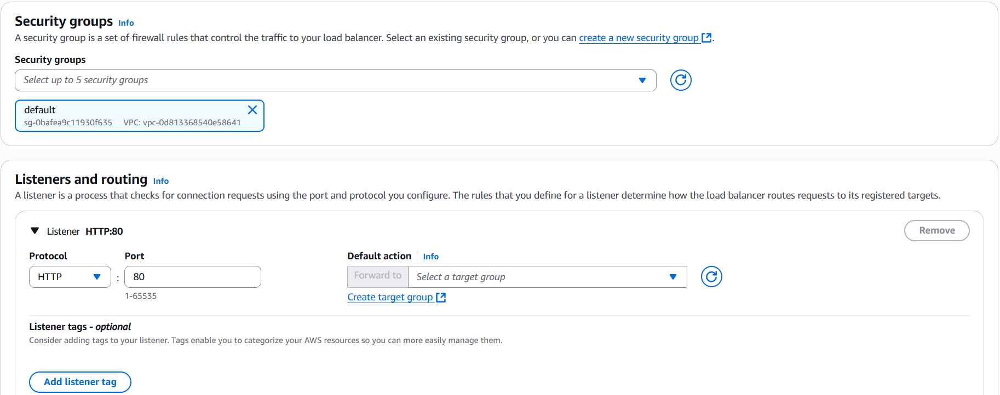 Security groups Info
A security group is a set of firewall rules that control the traffic to your load balancer. Select an existing security group, or you can create a new security group.
Security groups
Select up to 5 security groups
default
sg-0bafea9c11930f635 VPC: vpc-0d813368540e58641
Listeners and routing Info
A listener is a process that checks for connection requests using the port and protocol you configure. The rules that you define for a listener determine how the load balancer routes requests to its registered targets.
Listener HTTP:80
Remove
Protocol Port Default action Info
HTTP : 80 Forward to Select a target group
1-65535
Create target group
Listener tags - optional
Consider adding tags to your listener. Tags enable you to categorize your AWS resources so you can more easily manage them.
Add listener tag